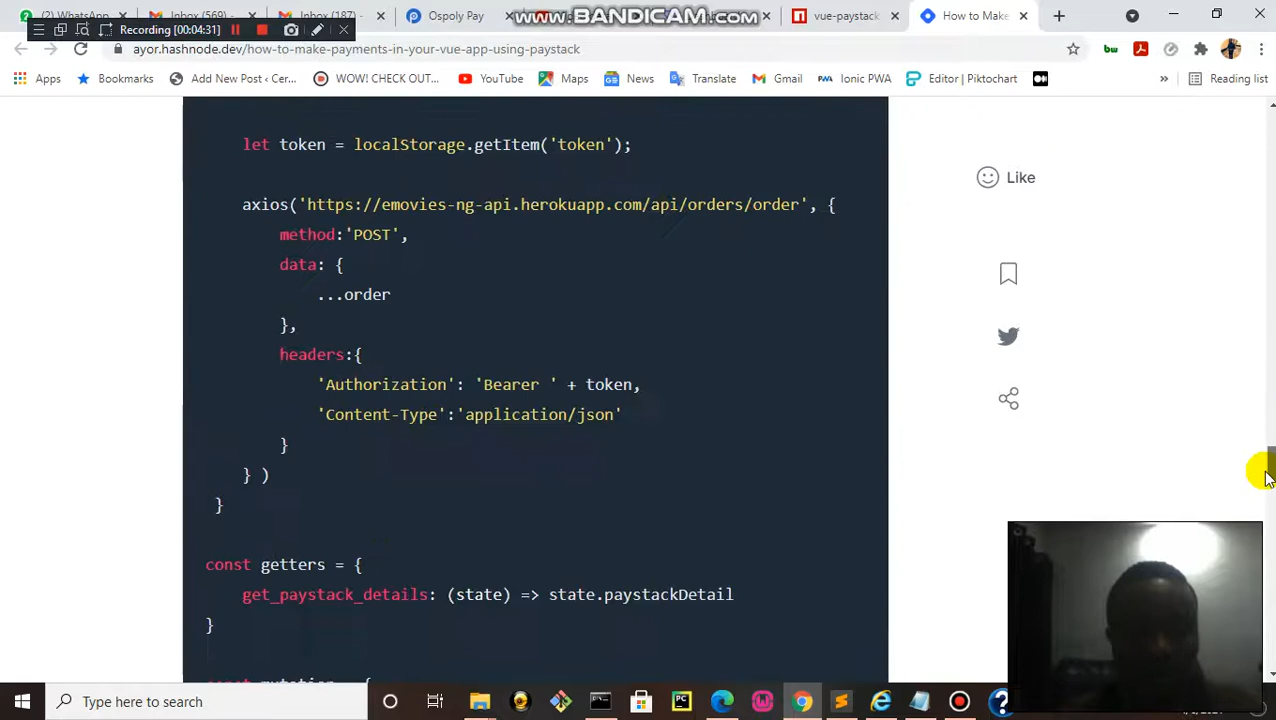 (1) WhatsApp
Inbox (569)
Inbox (187)
Ospoly Pay
vue-paystack
How to Make
www.BANDICAM.com
Recording (00:04:31)
ayor.hashnode.dev/how-to-make-payments-in-your-vue-app-using-paystack
bw
Apps
Bookmarks
Add New Post ‹ Cer...
WOW! CHECK OUT...
YouTube
Maps
News
Translate
Gmail
PWA
Ionic PWA
Editor | Piktochart
»
Reading list
let token = localStorage.getItem('token');
Like
axios('https://emovies-ng-api.herokuapp.com/api/orders/order', {
method:'POST',
data: {
...order
},
headers:{
'Authorization': 'Bearer ' + token,
'Content-Type':'application/json'
}
} )
}
const getters = {
get_paystack_details: (state) => state.paystackDetail
}
Type here to search
PC